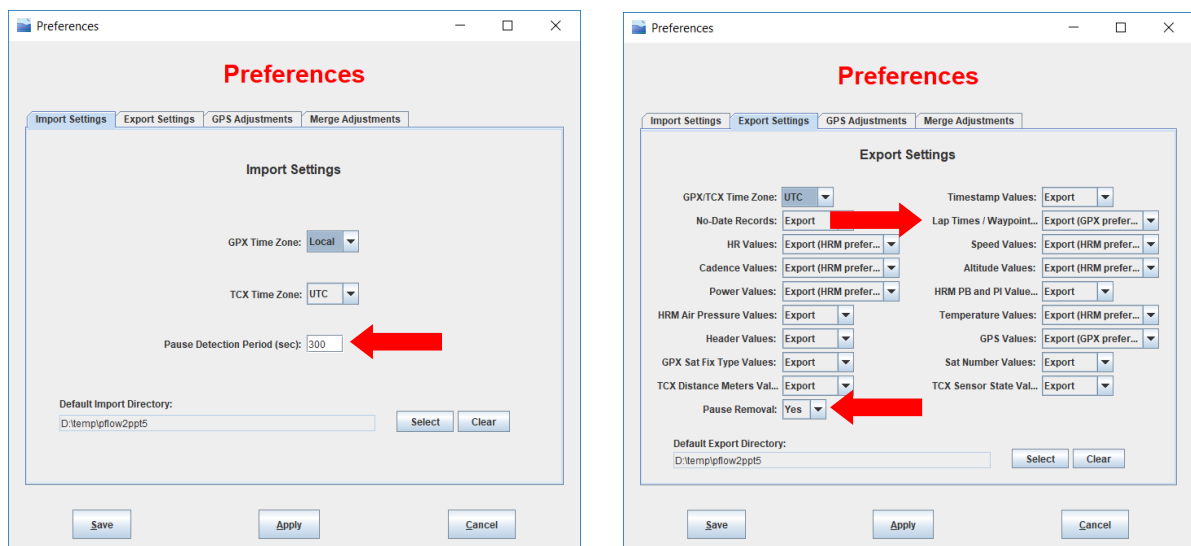 Preferences
Preferences
Import Settings Export Settings GPS Adjustments Merge Adjustments
Import Settings
GPX Time Zone: Local
TCX Time Zone: UTC
Pause Detection Period (sec): 300
Default Import Directory:
D:\temp\pflow2ppt5 Select Clear
Save Apply Cancel
Preferences
Preferences
Import Settings Export Settings GPS Adjustments Merge Adjustments
Export Settings
GPX/TCX Time Zone: UTC Timestamp Values: Export
No-Date Records: Export Lap Times / Waypoint... Export (GPX prefer...
HR Values: Export (HRM prefer... Speed Values: Export (HRM prefer...
Cadence Values: Export (HRM prefer... Altitude Values: Export (HRM prefer...
Power Values: Export (HRM prefer... HRM PB and PI Value... Export
HRM Air Pressure Values: Export Temperature Values: Export (HRM prefer...
Header Values: Export GPS Values: Export (GPX prefer...
GPX Sat Fix Type Values: Export Sat Number Values: Export
TCX Distance Meters Val... Export TCX Sensor State Val... Export
Pause Removal: Yes
Default Export Directory:
D:\temp\pflow2ppt5 Select Clear
Save Apply Cancel